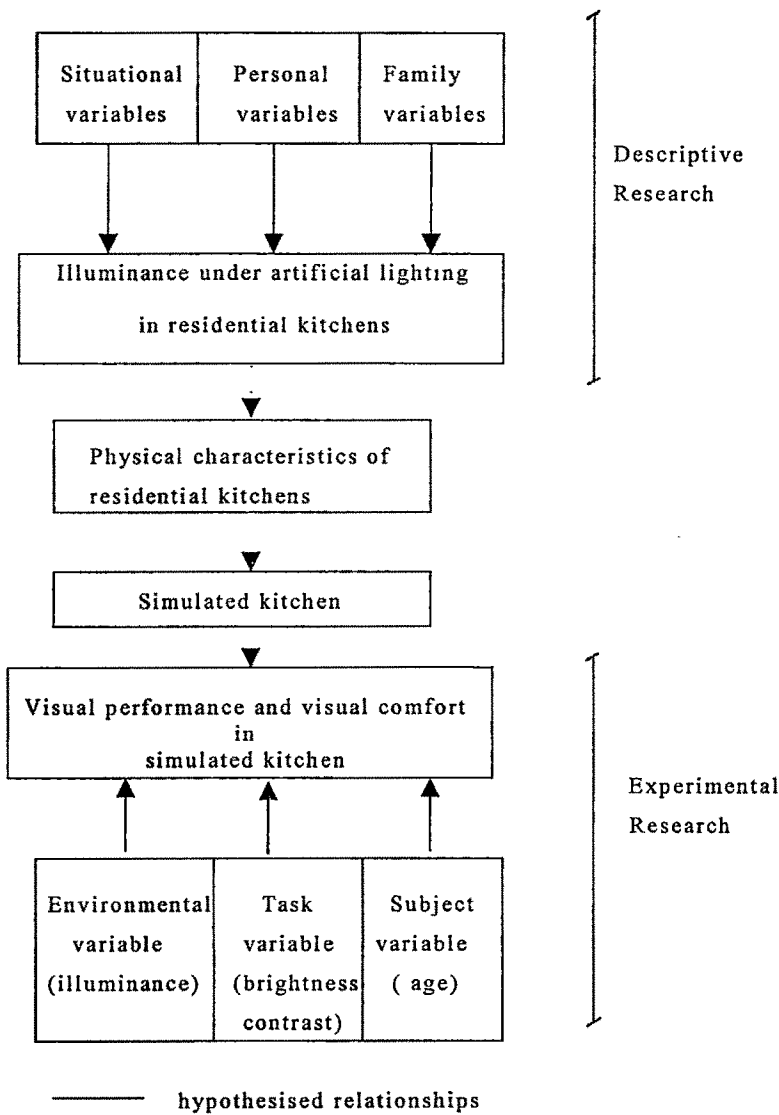 Situational
variables
Personal
variables
Family
variables
Descriptive
Research
Illuminance under artificial lighting
in residential kitchens
Physical characteristics of
residential kitchens
Simulated kitchen
Visual performance and visual comfort
in
simulated kitchen
Experimental
Research
Environmental
variable
(illuminance)
Task
variable
(brightness
contrast)
Subject
variable
( age)
hypothesised relationships